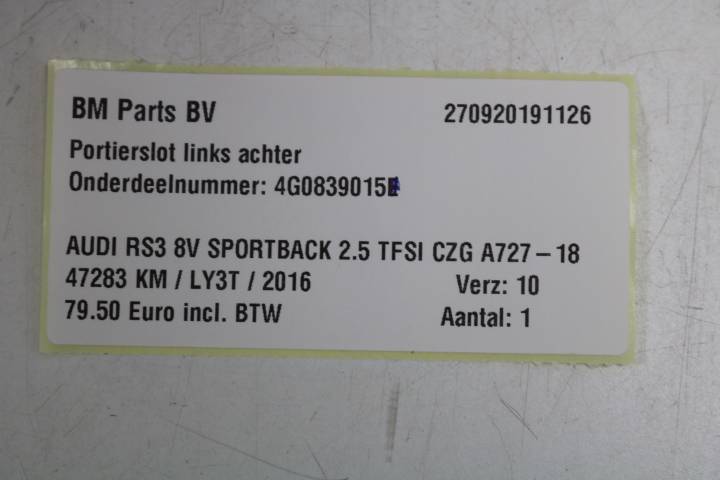 BM Parts BV 270920191126
Portierslot links achter
Onderdeelnummer: 4G0839015
AUDI RS3 8V SPORTBACK 2.5 TFSI CZG A727 – 18
47283 KM / LY3T / 2016 Verz: 10
79.50 Euro incl. BTW Aantal: 1